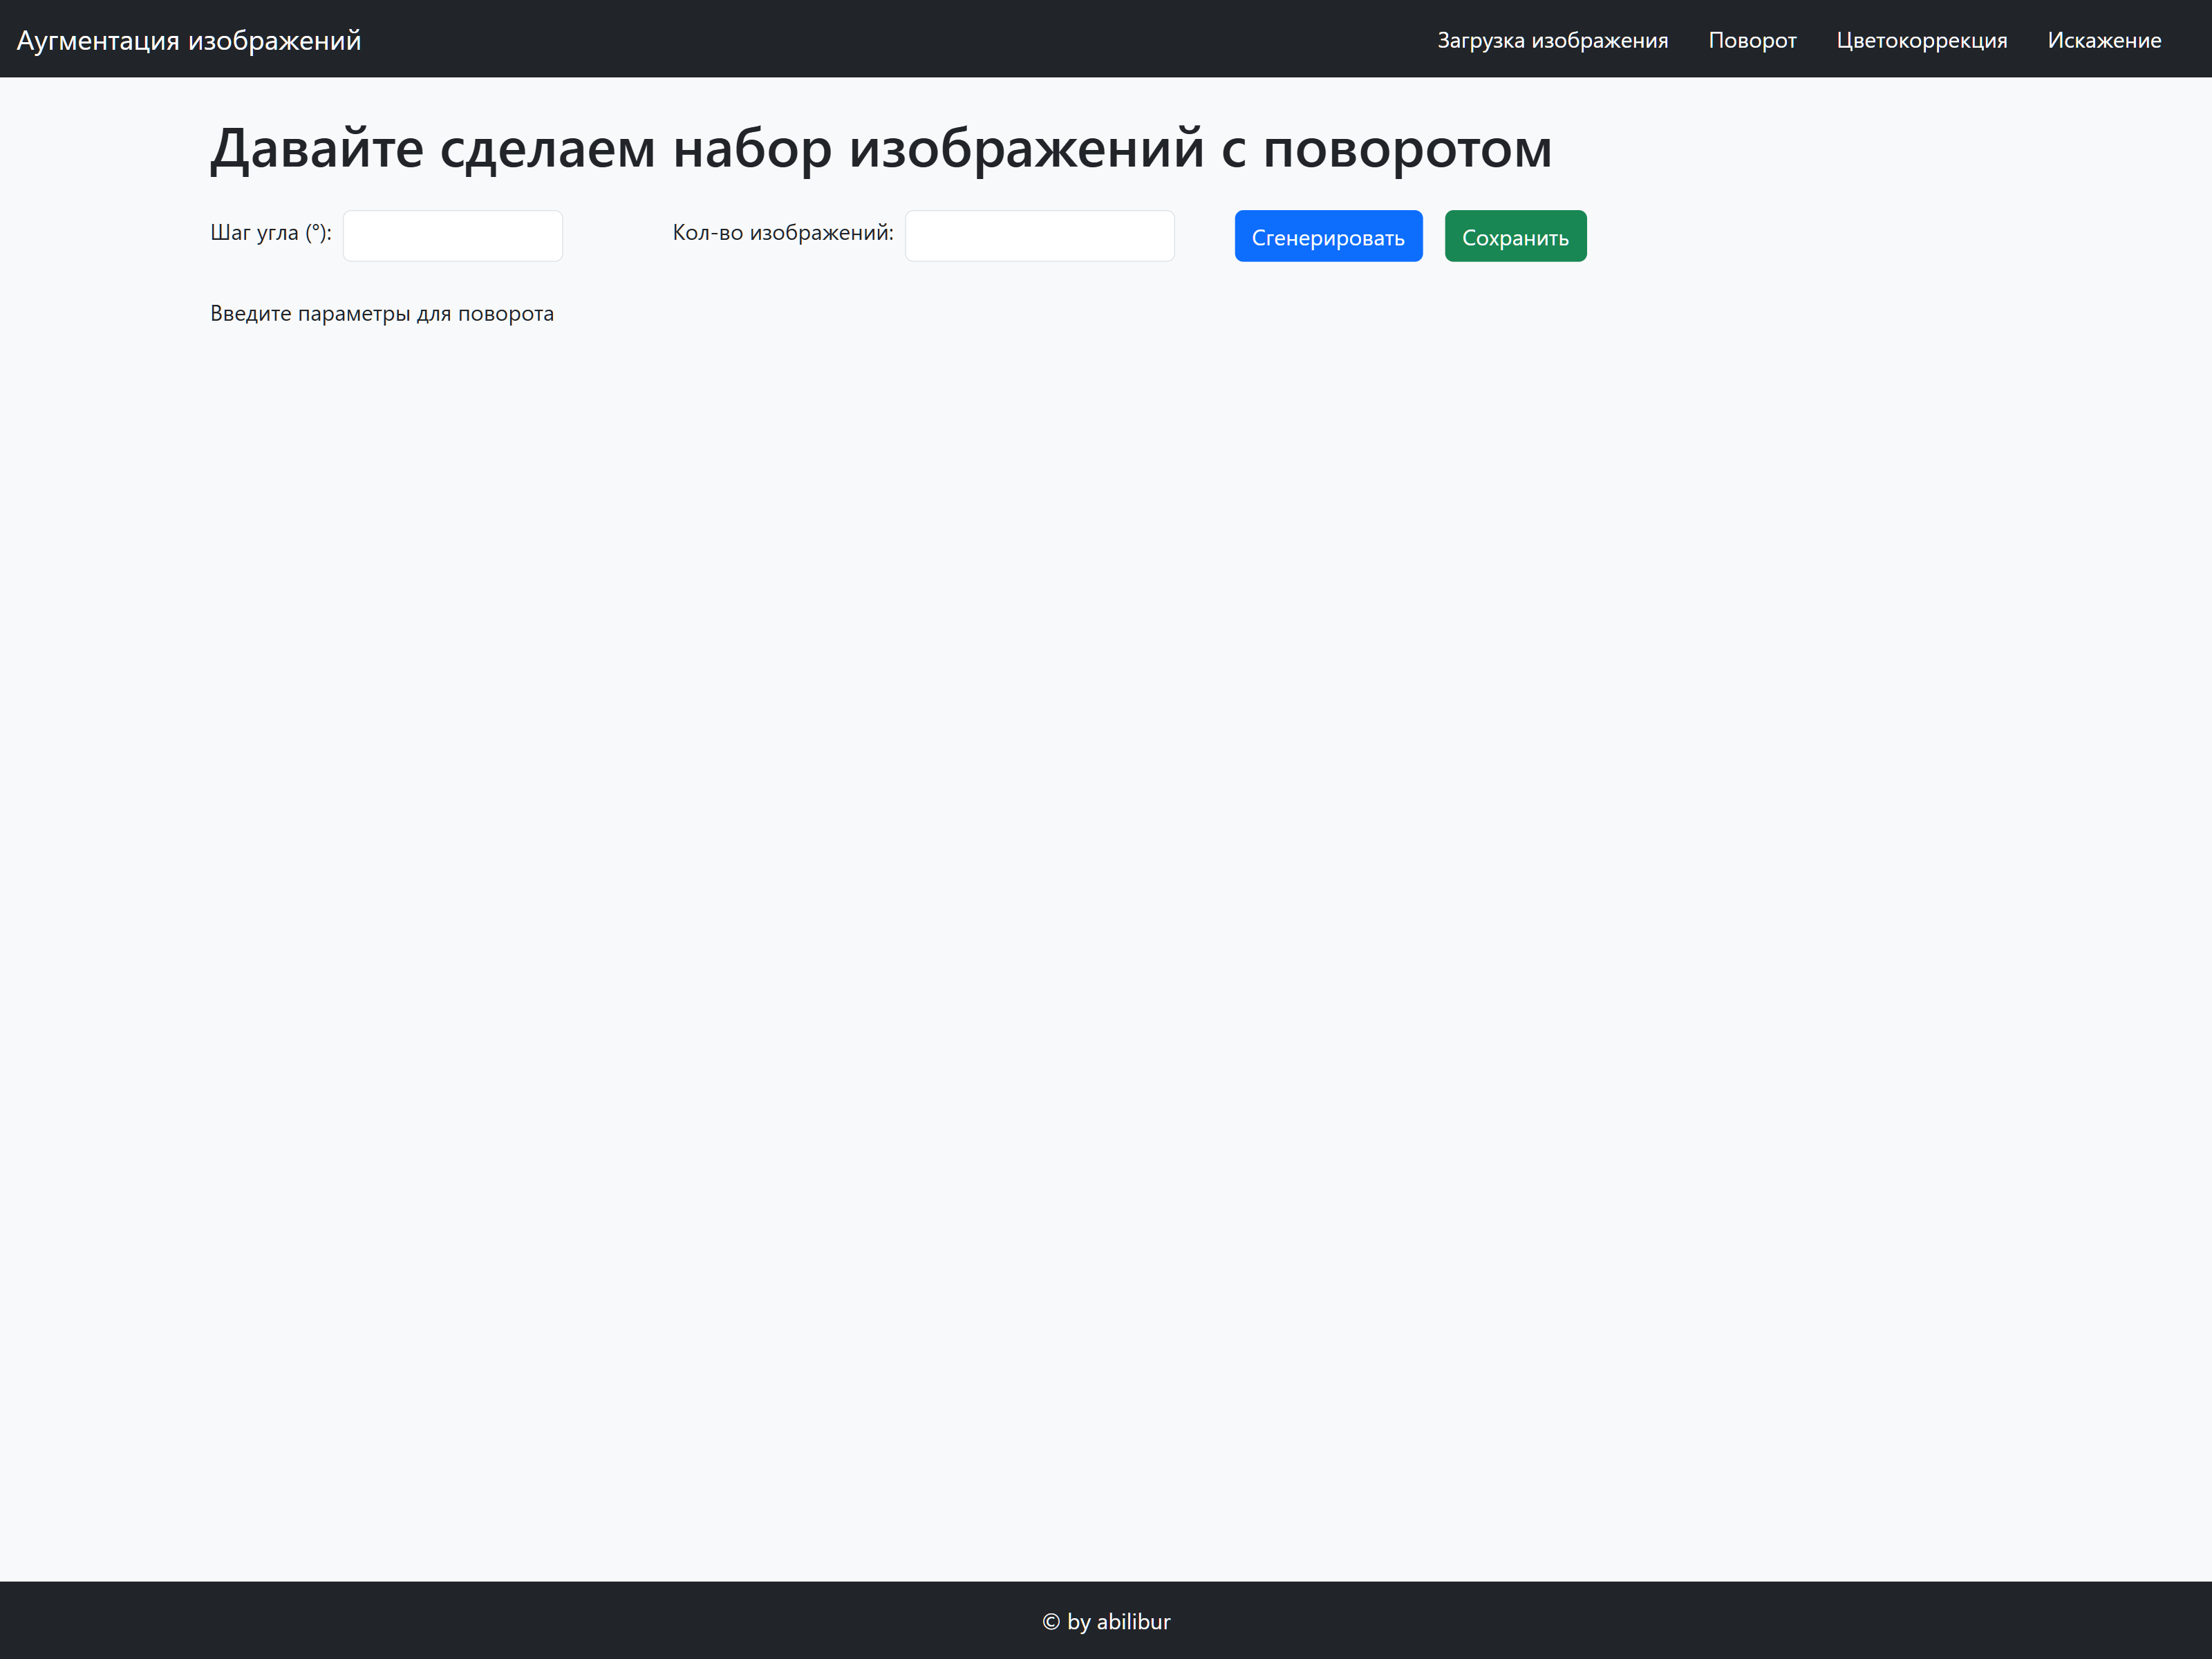 Аугментация изображений Загрузка изображения Поворот Цветокоррекция Искажение
Давайте сделаем набор изображений с поворотом
Шаг угла (°): Кол-во изображений: Сгенерировать Сохранить
Введите параметры для поворота
© by abilibur